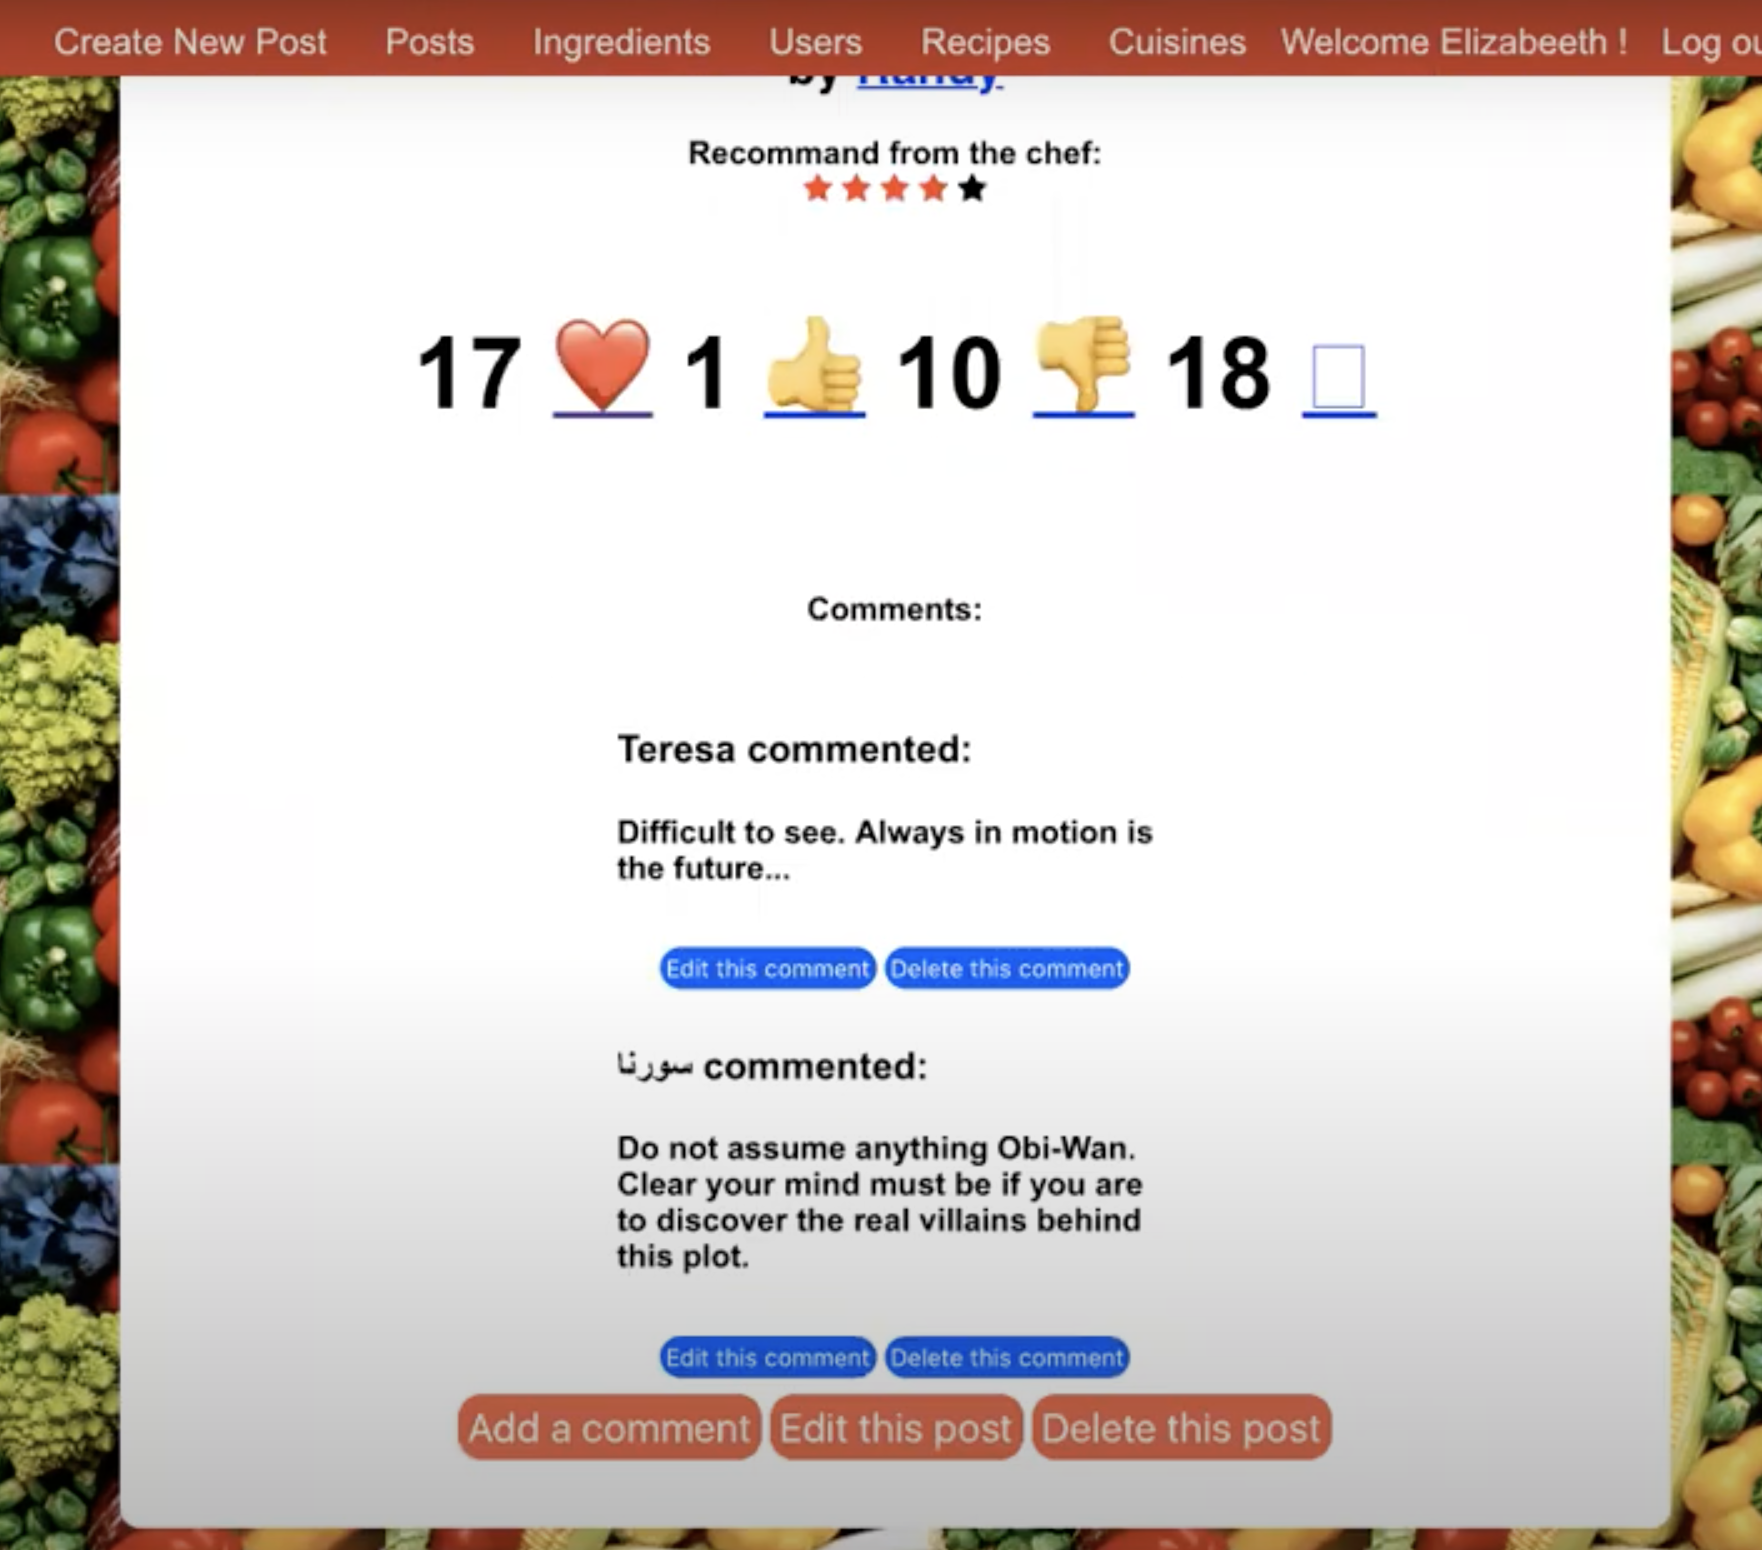 Create New Post Posts Ingredients Users Recipes Cuisines Welcome Elizabeeth ! Log
by
Recommand from the chef:
17 ❤️ 1 👍 10 👎 18
Comments:
Teresa commented:
Difficult to see. Always in motion is
the future...
Edit this comment Delete this comment
سورنا commented:
Do not assume anything Obi-Wan.
Clear your mind must be if you are
to discover the real villains behind
this plot.
Edit this comment Delete this comment
Add a comment Edit this post Delete this post